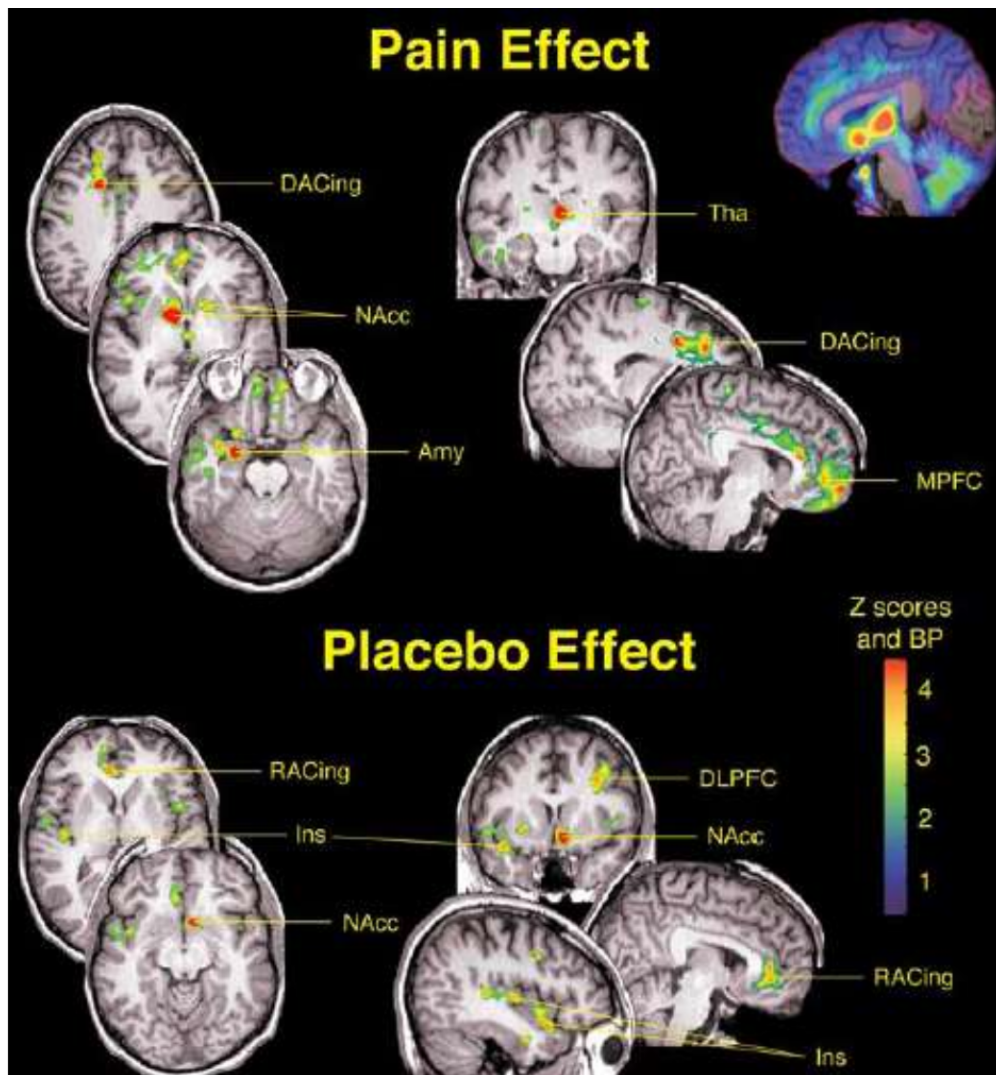 Pain Effect
DACing
Tha
NAcc
DACing
Amy
MPFC
Z scores
and BP
4
3
2
1
Placebo Effect
RACing
DLPFC
Ins
NAcc
NAcc
RACing
Ins